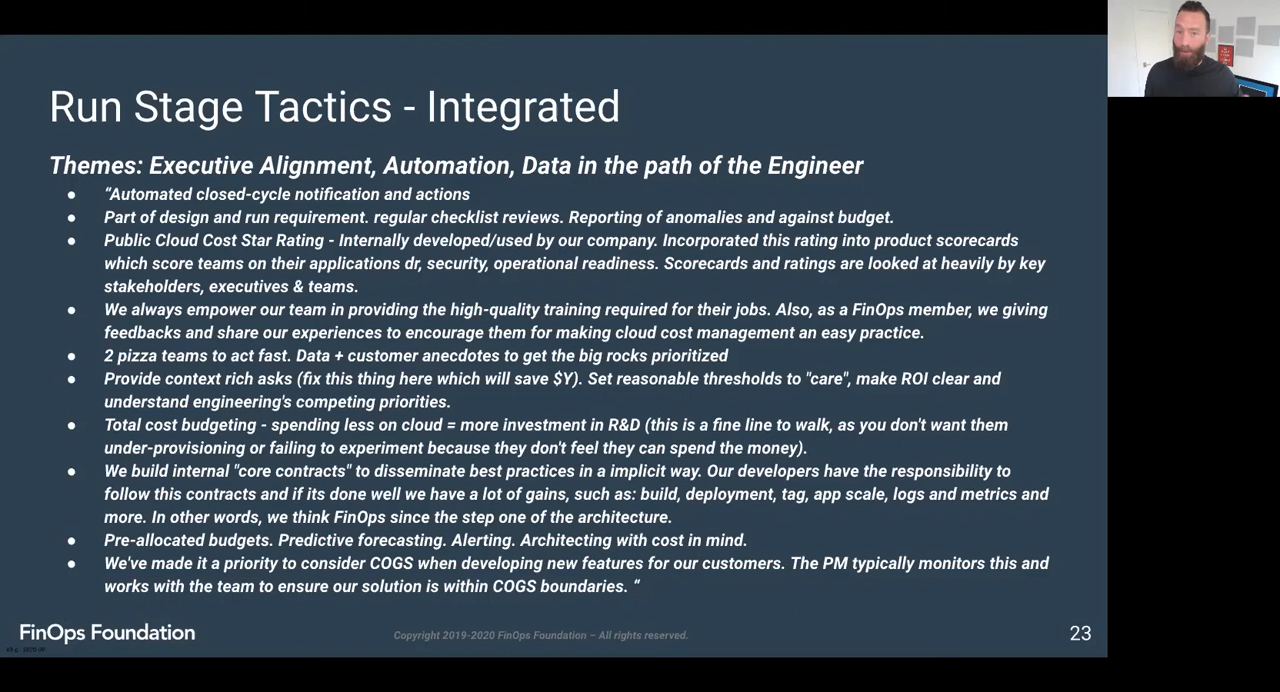 Run Stage Tactics - Integrated
Themes: Executive Alignment, Automation, Data in the path of the Engineer
● “Automated closed-cycle notification and actions
● Part of design and run requirement. regular checklist reviews. Reporting of anomalies and against budget.
● Public Cloud Cost Star Rating - Internally developed/used by our company. Incorporated this rating into product scorecards
which score teams on their applications dr, security, operational readiness. Scorecards and ratings are looked at heavily by key
stakeholders, executives & teams.
● We always empower our team in providing the high-quality training required for their jobs. Also, as a FinOps member, we giving
feedbacks and share our experiences to encourage them for making cloud cost management an easy practice.
● 2 pizza teams to act fast. Data + customer anecdotes to get the big rocks prioritized
● Provide context rich asks (fix this thing here which will save $Y). Set reasonable thresholds to "care", make ROI clear and
understand engineering's competing priorities.
● Total cost budgeting - spending less on cloud = more investment in R&D (this is a fine line to walk, as you don't want them
under-provisioning or failing to experiment because they don't feel they can spend the money).
● We build internal "core contracts" to disseminate best practices in a implicit way. Our developers have the responsibility to
follow this contracts and if its done well we have a lot of gains, such as: build, deployment, tag, app scale, logs and metrics and
more. In other words, we think FinOps since the step one of the architecture.
● Pre-allocated budgets. Predictive forecasting. Alerting. Architecting with cost in mind.
● We've made it a priority to consider COGS when developing new features for our customers. The PM typically monitors this and
works with the team to ensure our solution is within COGS boundaries. “
FinOps Foundation
Copyright 2019-2020 FinOps Foundation – All rights reserved.
23